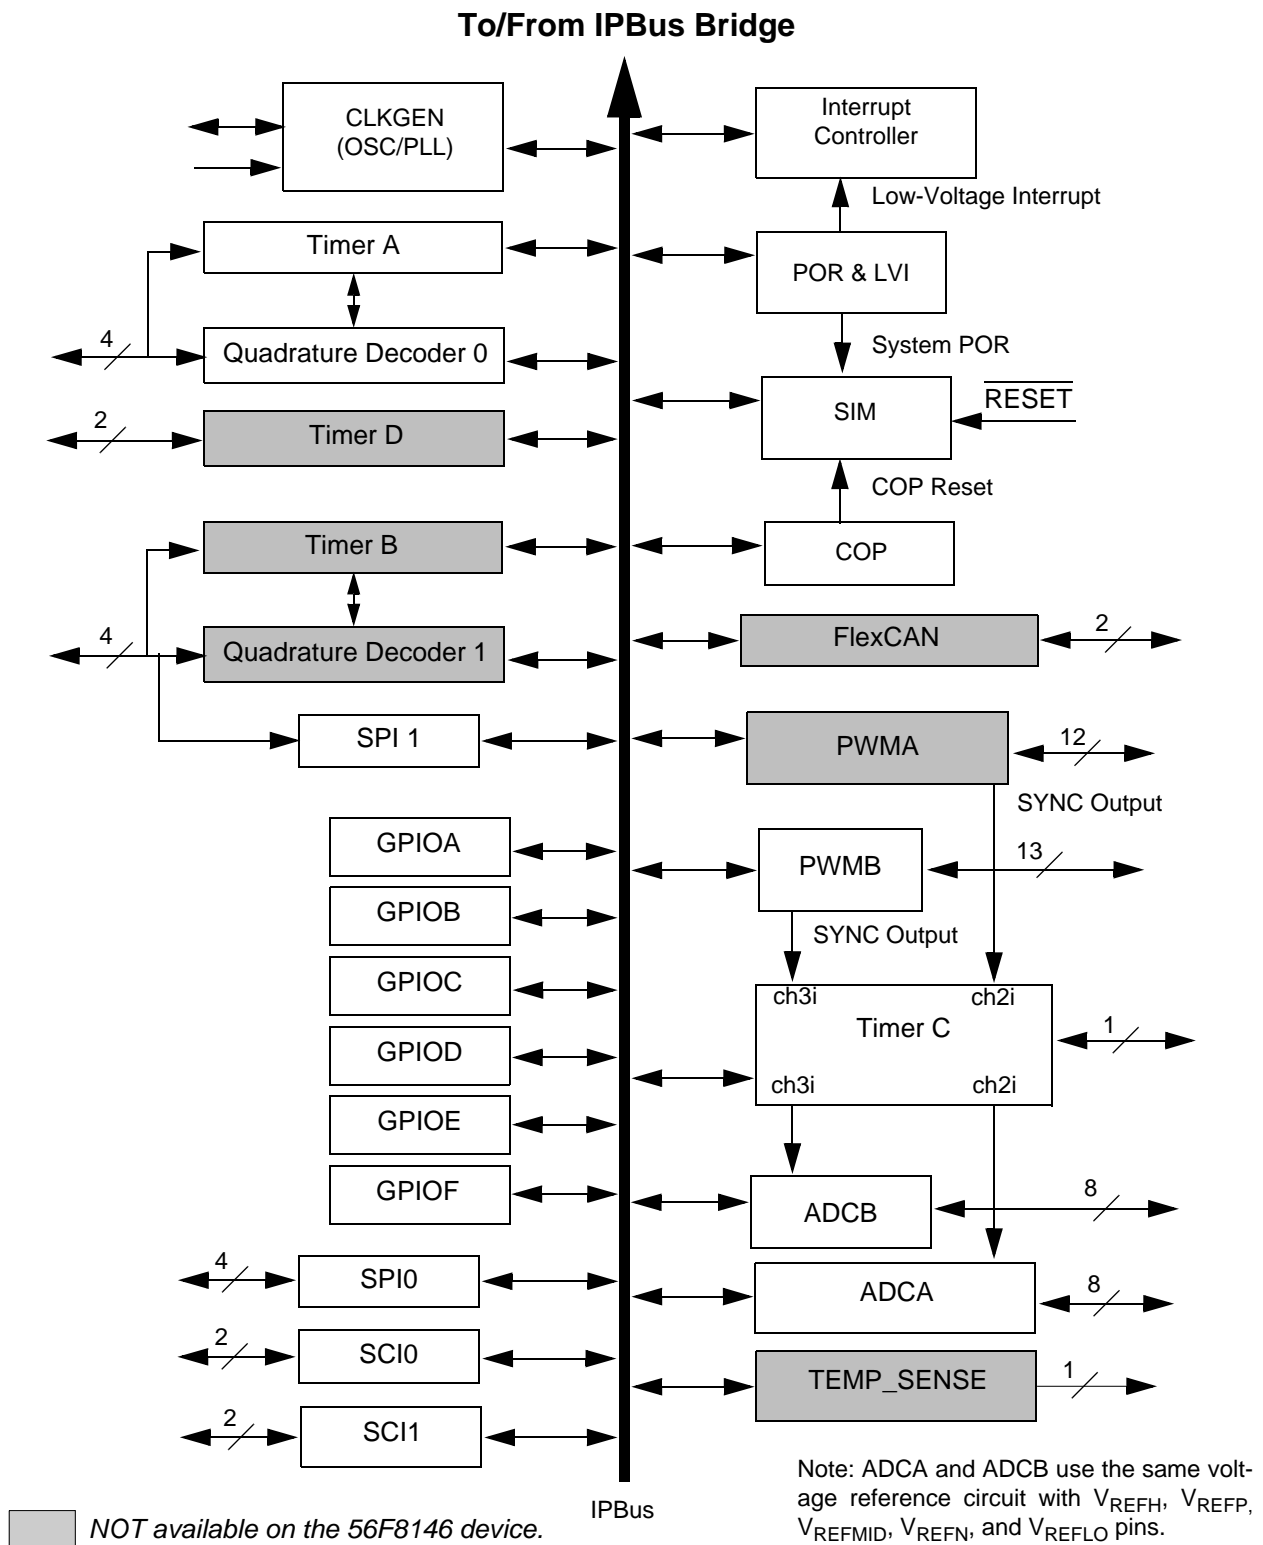 To/From IPBus Bridge
CLKGEN
(OSC/PLL)
Interrupt
Controller
Low-Voltage Interrupt
Timer A
POR & LVI
4
Quadrature Decoder 0
System POR
RESET
SIM
2
Timer D
COP Reset
Timer B
COP
4
Quadrature Decoder 1
FlexCAN
2
SPI 1
PWMA
12
SYNC Output
GPIOA
PWMB
13
GPIOB
SYNC Output
GPIOC
ch3i
ch2i
Timer C
1
GPIOD
ch3i
ch2i
GPIOE
GPIOF
ADCB
8
4
SPI0
ADCA
8
2
SCI0
TEMP_SENSE
1
2
SCI1
IPBus
Note: ADCA and ADCB use the same volt-
age reference circuit with VREFH, VREFP,
VREFMID, VREFN, and VREFLO pins.
NOT available on the 56F8146 device.